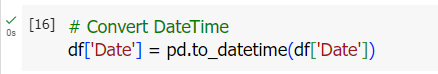 [16] # Convert DateTime
0s df['Date'] = pd.to_datetime(df['Date'])